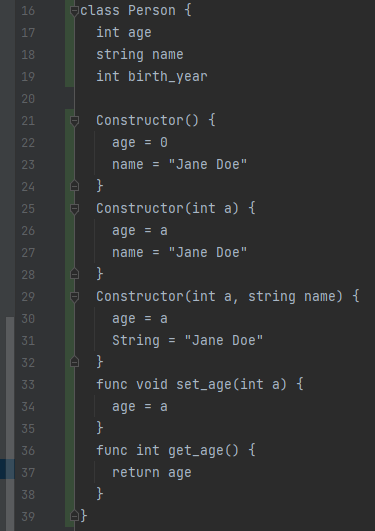 16 class Person {
17 int age
18 string name
19 int birth_year
20
21 Constructor() {
22 age = 0
23 name = "Jane Doe"
24 }
25 Constructor(int a) {
26 age = a
27 name = "Jane Doe"
28 }
29 Constructor(int a, string name) {
30 age = a
31 String = "Jane Doe"
32 }
33 func void set_age(int a) {
34 age = a
35 }
36 func int get_age() {
37 return age
38 }
39 }